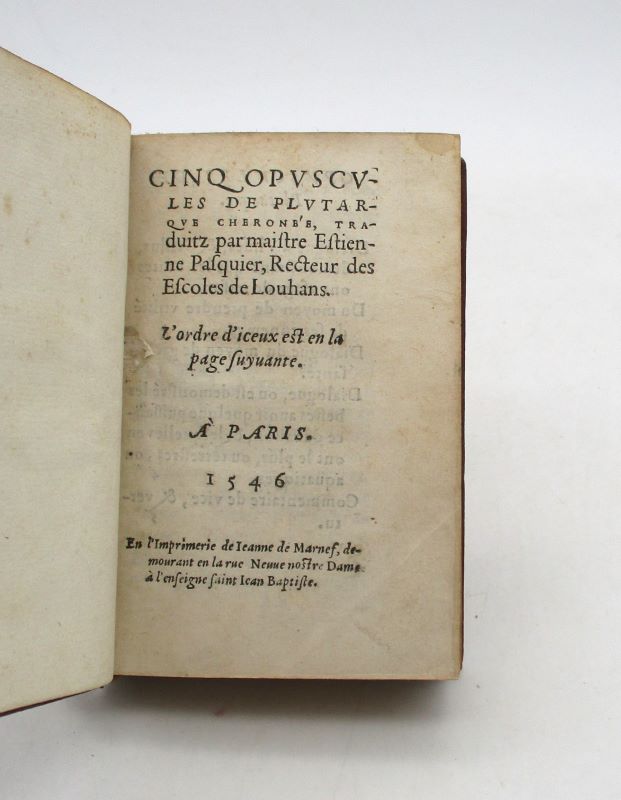 CINQ OPVSCV-
LES DE PLVTAR-
QVE CHERONÉE, TRA-
duitz par maiſtre Eſtien-
ne Paſquier, Recteur des
Eſcoles de Louhans.
L'ordre d'iceux eſt en la
page ſuyuante.
À PARIS.
1546
En l'Imprimerie de Ieanne de Marnef, de-
mourant en la rue Neuue noſtre Dame
à l'enſeigne ſaint Iean Baptiſte.